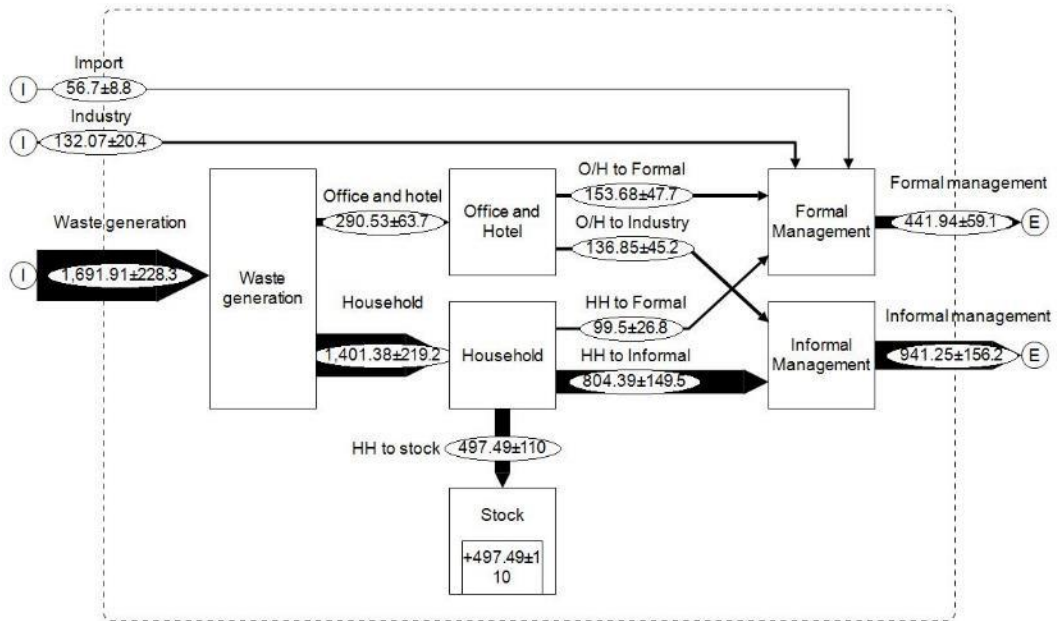 Import
I
56.7±8.8
Industry
I
132.07±20.4
Waste generation
I
1,691.91±228.3
Waste
generation
Office and hotel
290.53±63.7
Household
1,401.38±219.2
Office and
Hotel
Household
O/H to Formal
153.68±47.7
O/H to Industry
136.85±45.2
HH to Formal
99.5±26.8
HH to Informal
804.39±149.5
HH to stock
497.49±110
Stock
+497.49±1
10
Formal
Management
Informal
Management
Formal management
441.94±59.1
E
Informal management
941.25±156.2
E